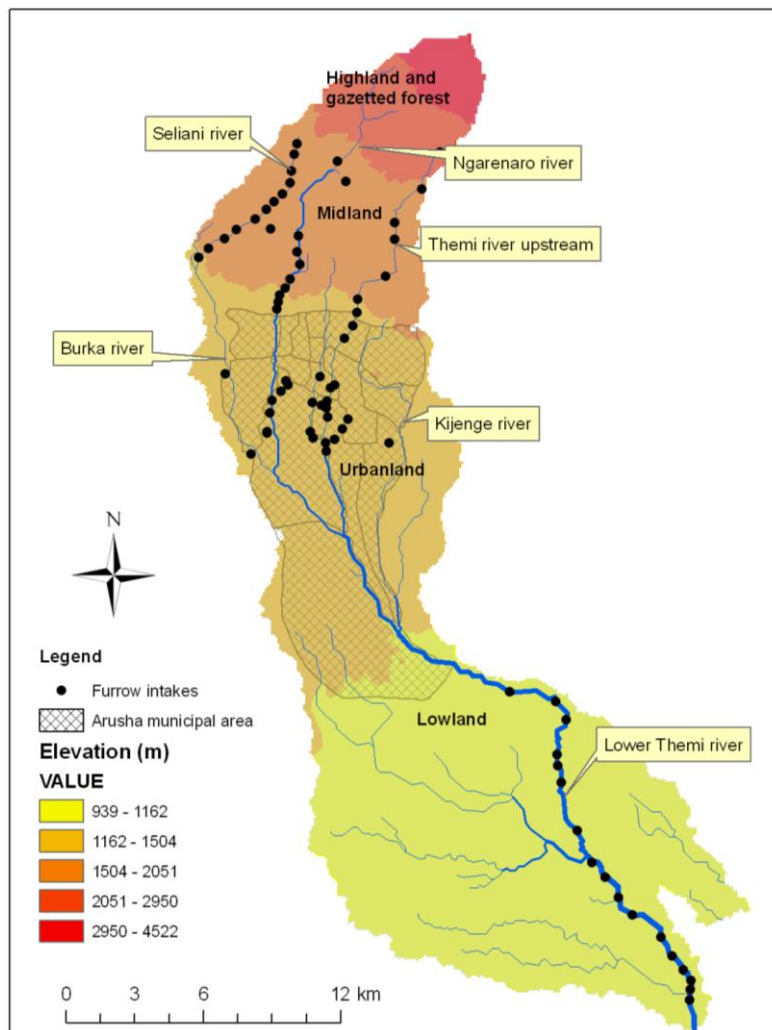 Highland and
gazetted forest
Seliani river
Ngarenaro river
Midland
Themi river upstream
Burka river
Kijenge river
Urbanland
N
Legend
Furrow intakes
Arusha municipal area
Lowland
Elevation (m)
Lower Themi river
VALUE
939 - 1162
1162 - 1504
1504 - 2051
2051 - 2950
2950 - 4522
0 3 6 12 km